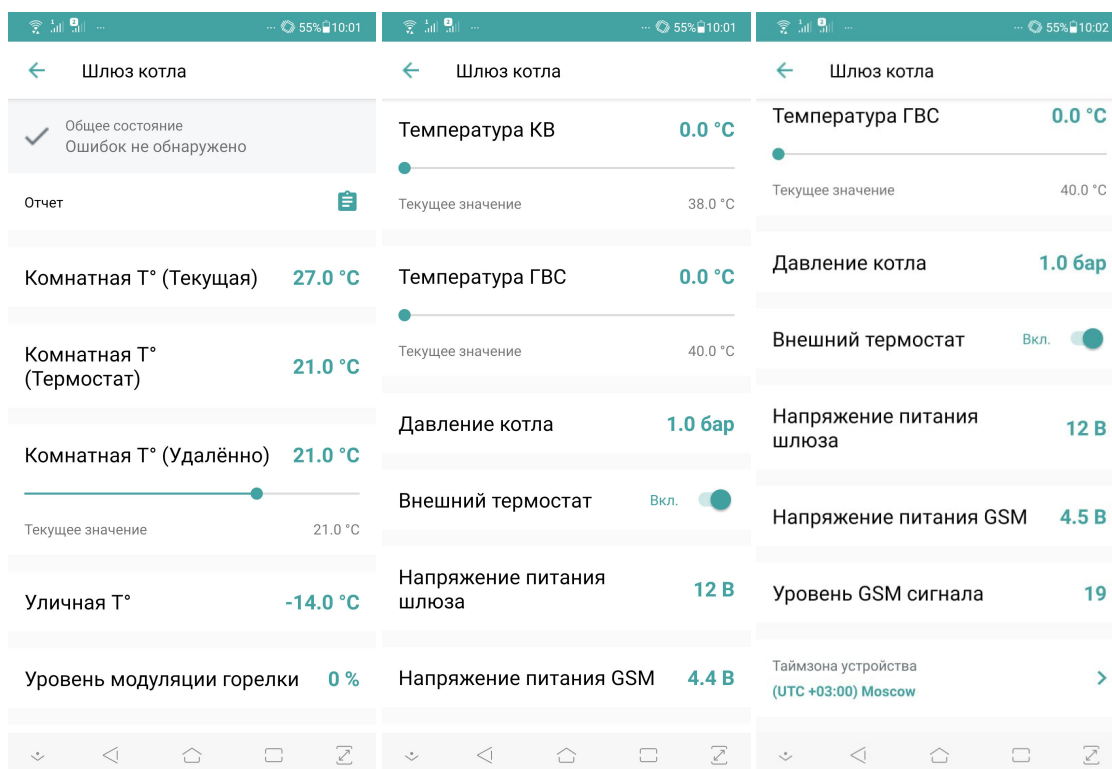 ... 55% 10:01
Шлюз котла
Общее состояние
Ошибок не обнаружено
Отчет
Комнатная T° (Текущая) 27.0 °C
Комнатная T°
(Термостат) 21.0 °C
Комнатная T° (Удалённо) 21.0 °C
Текущее значение 21.0 °C
Уличная T° -14.0 °C
Уровень модуляции горелки 0 %
... 55% 10:01
Шлюз котла
Температура КВ 0.0 °C
Текущее значение 38.0 °C
Температура ГВС 0.0 °C
Текущее значение 40.0 °C
Давление котла 1.0 бар
Внешний термостат Вкл.
Напряжение питания
шлюза 12 В
Напряжение питания GSM 4.4 В
... 55% 10:02
Шлюз котла
Температура ГВС 0.0 °C
Текущее значение 40.0 °C
Давление котла 1.0 бар
Внешний термостат Вкл.
Напряжение питания
шлюза 12 В
Напряжение питания GSM 4.5 В
Уровень GSM сигнала 19
Таймзона устройства
(UTC +03:00) Moscow